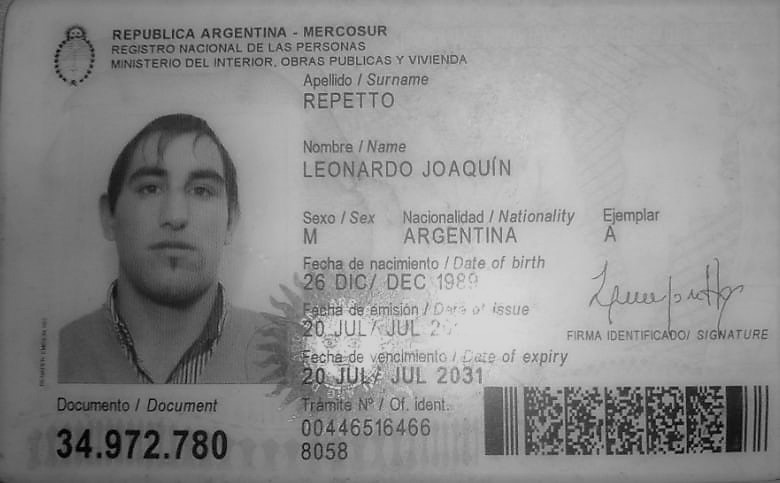 REPUBLICA ARGENTINA - MERCOSUR
REGISTRO NACIONAL DE LAS PERSONAS
MINISTERIO DEL INTERIOR, OBRAS PUBLICAS Y VIVIENDA
Apellido / Surname
REPETTO
Nombre / Name
LEONARDO JOAQUÍN
Sexo / Sex Nacionalidad / Nationality Ejemplar
M ARGENTINA A
Fecha de nacimiento / Date of birth
26 DIC/ DEC 1989
Fecha de emisión / Date of issue
20 JUL/ JUL
FIRMA IDENTIFICADO/ SIGNATURE
Fecha de vencimiento / Date of expiry
20 JUL/ JUL 2031
Documento / Document
34.972.780
Trámite Nº / Of. ident.
00446516466
8058